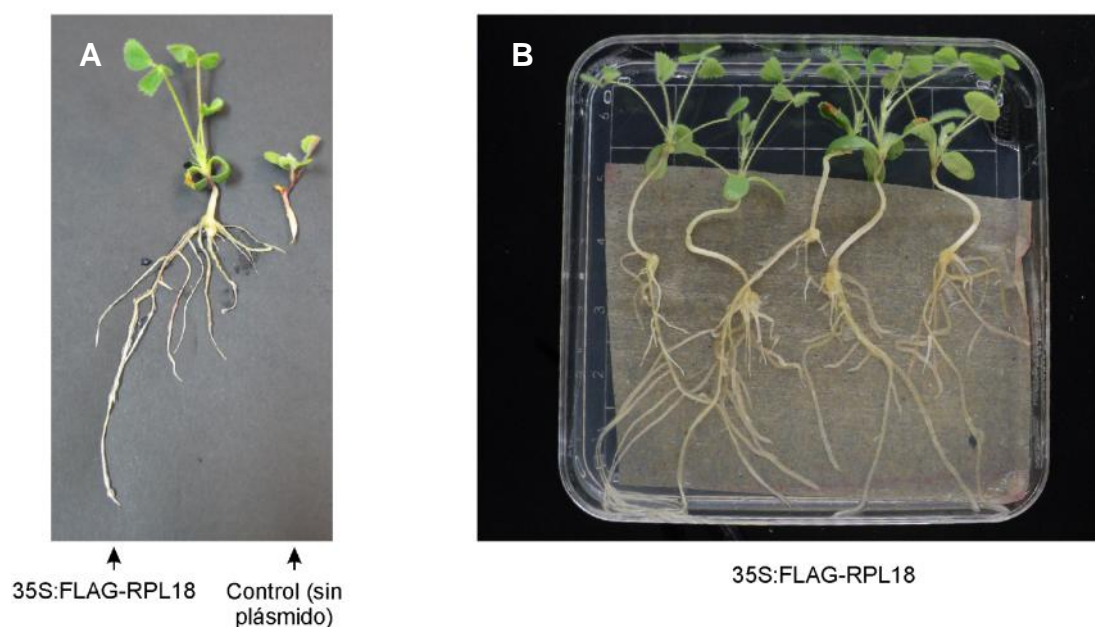 A
B
35S:FLAG-RPL18
Control (sin
plásmido)
35S:FLAG-RPL18